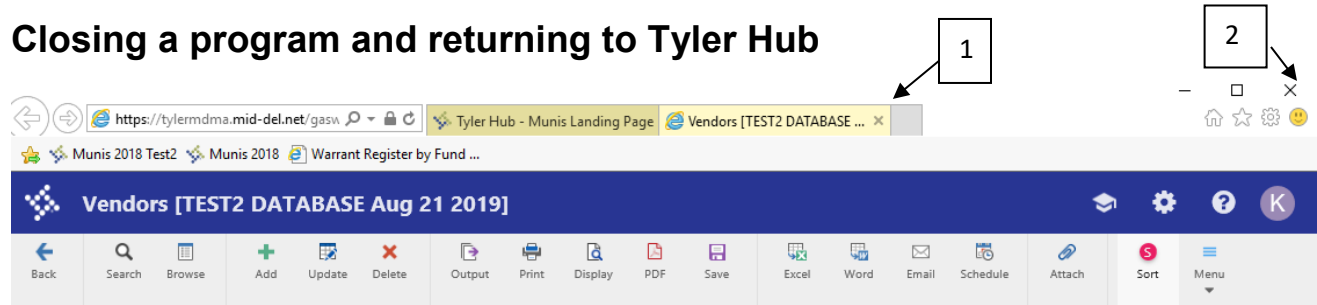 Closing a program and returning to Tyler Hub
1
2
https://tylermdma.mid-del.net/gasw
Tyler Hub - Munis Landing Page
Vendors [TEST2 DATABASE ...
Munis 2018 Test2 Munis 2018 Warrant Register by Fund ...
Vendors [TEST2 DATABASE Aug 21 2019]
K
S
Back Search Browse Add Update Delete Output Print Display PDF Save Excel Word Email Schedule Attach Sort Menu